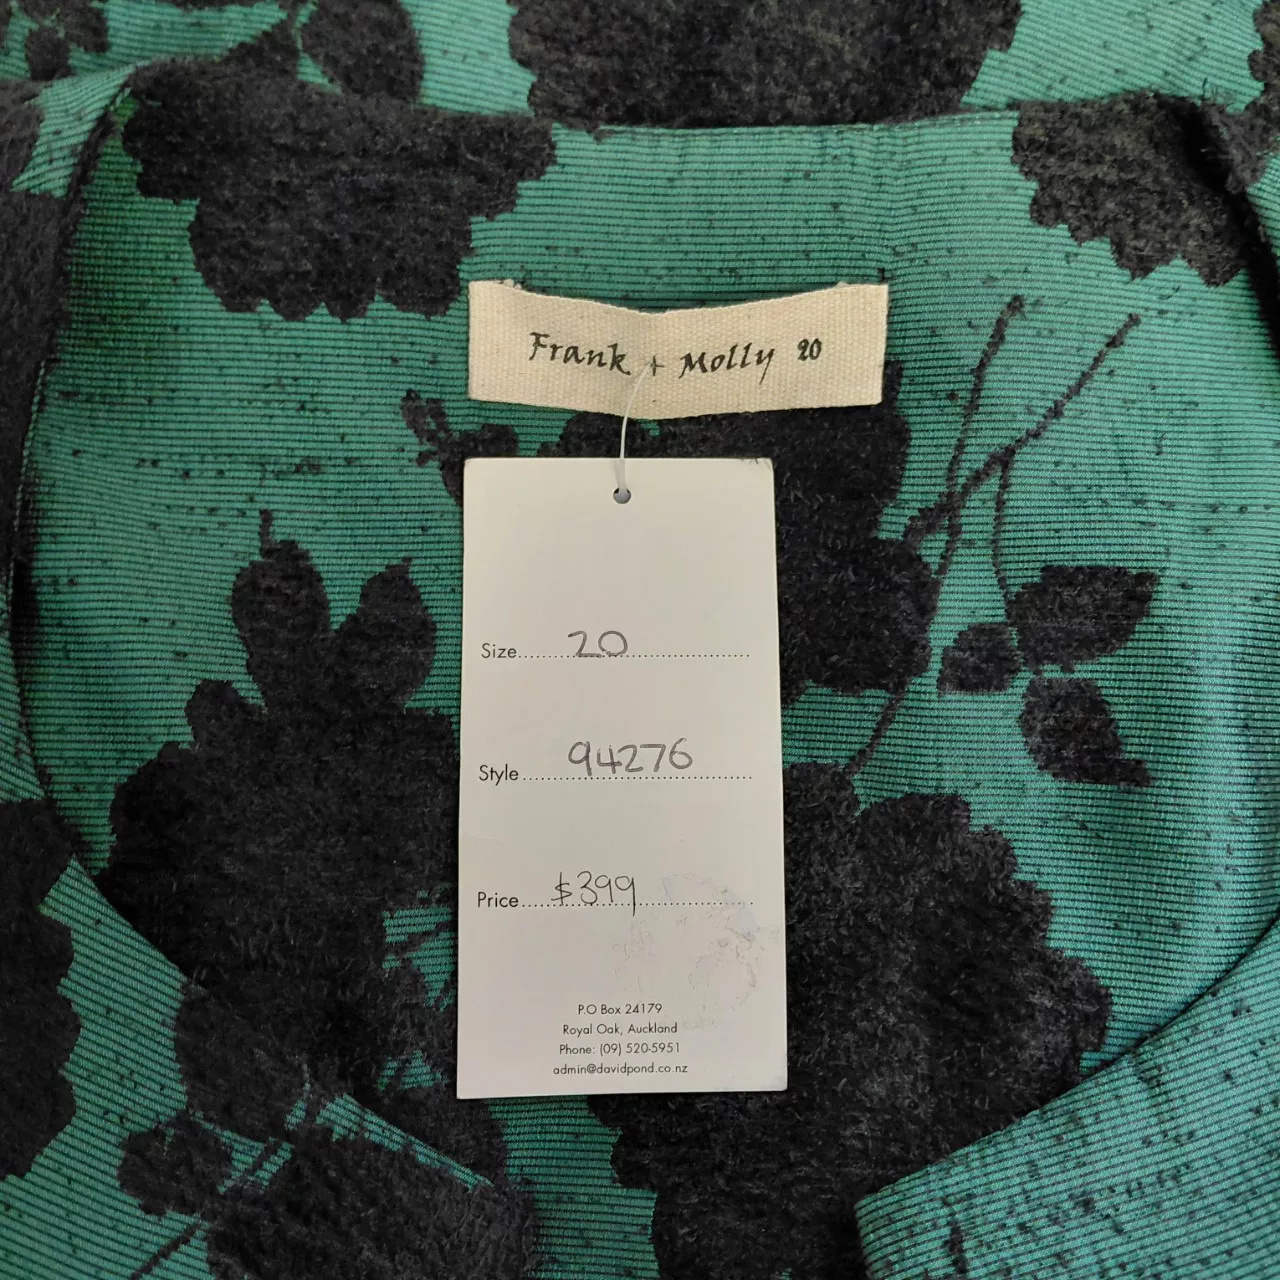 Frank + Molly 20
Size 20
Style 94276
Price $399
P.O Box 24179
Royal Oak, Auckland
Phone: (09) 520-5951
admin@davidpond.co.nz